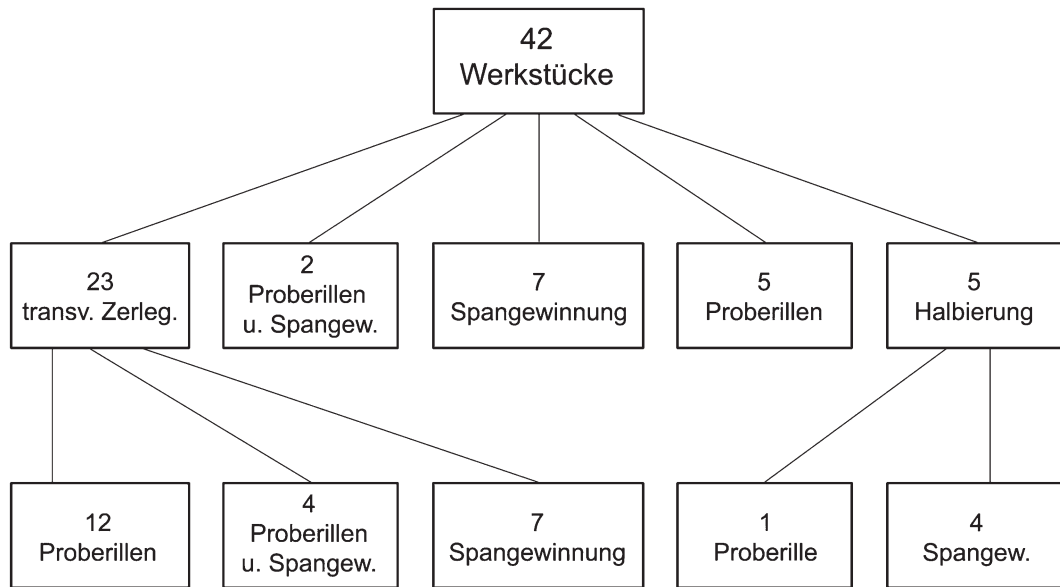 42
Werkstücke
23
transv. Zerleg.
2
Proberillen
u. Spangew.
7
Spangewinnung
5
Proberillen
5
Halbierung
12
Proberillen
4
Proberillen
u. Spangew.
7
Spangewinnung
1
Proberille
4
Spangew.